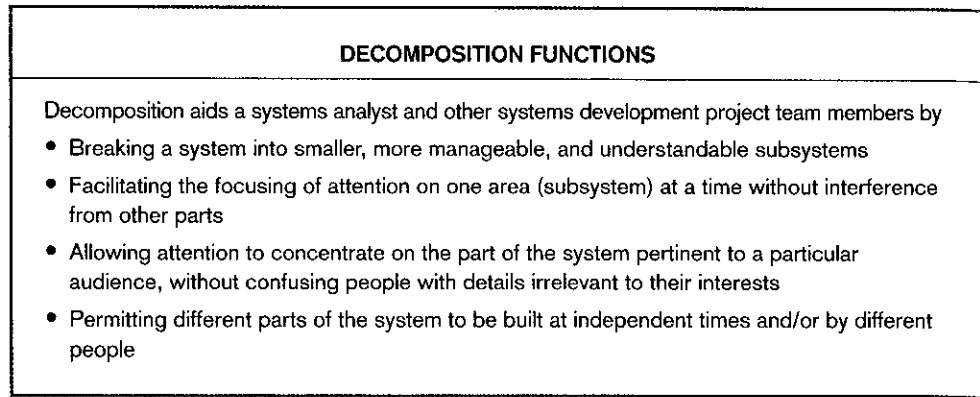 DECOMPOSITION FUNCTIONS
Decomposition aids a systems analyst and other systems development project team members by
• Breaking a system into smaller, more manageable, and understandable subsystems
• Facilitating the focusing of attention on one area (subsystem) at a time without interference
from other parts
• Allowing attention to concentrate on the part of the system pertinent to a particular
audience, without confusing people with details irrelevant to their interests
• Permitting different parts of the system to be built at independent times and/or by different
people